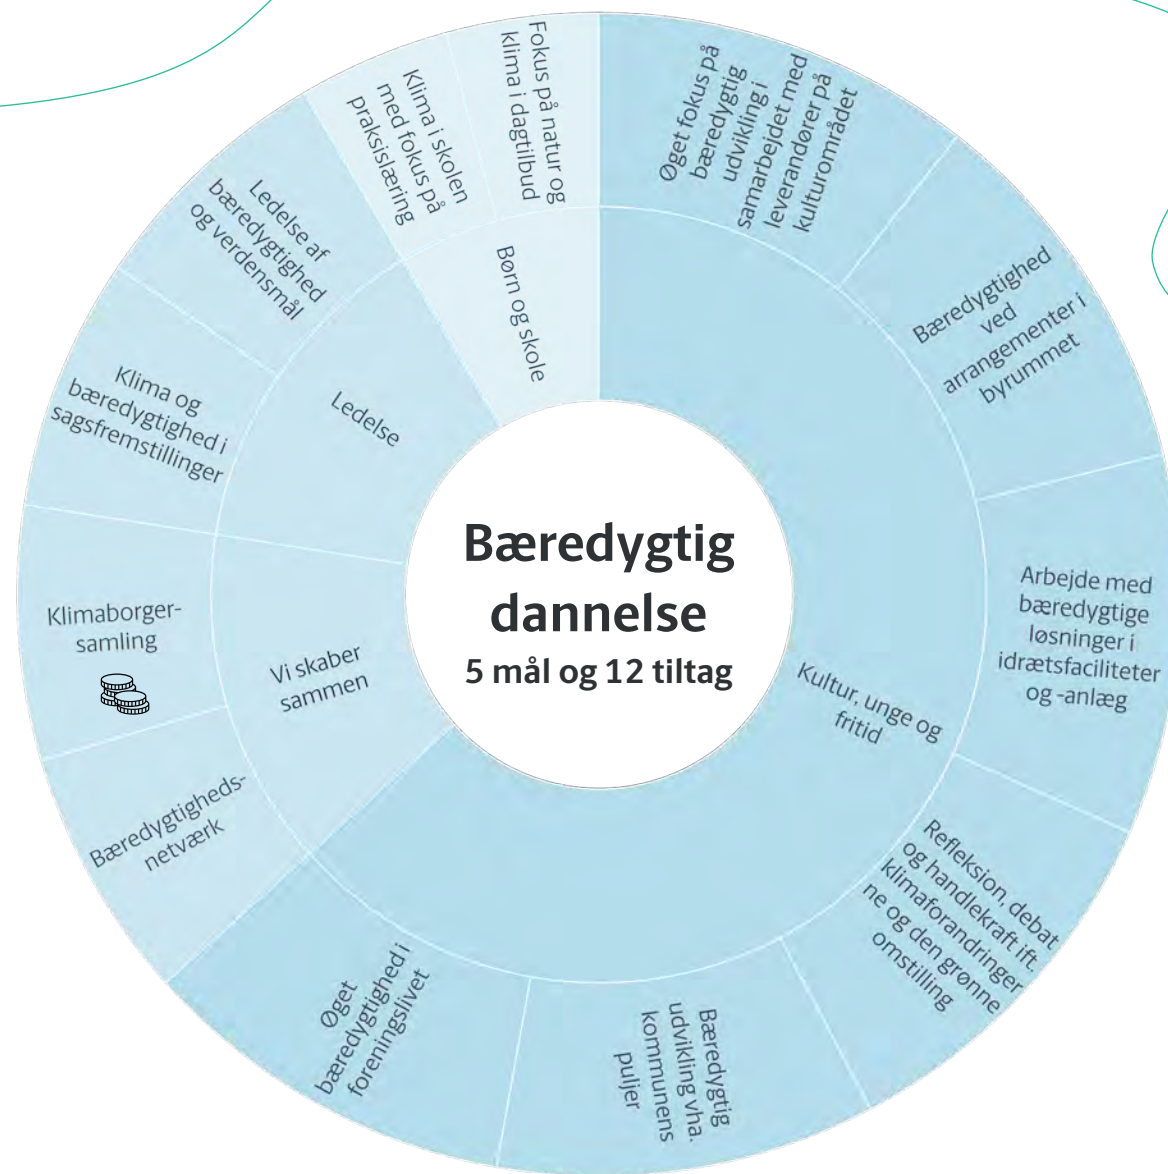 Bæredygtig
dannelse
5 mål og 12 tiltag
Kultur, unge og
fritid
Øget fokus på
bæredygtig
udvikling i
samarbejdet med
leverandører på
kulturområdet
Bæredygtighed
ved
arrangementer i
byrummet
Arbejde med
bæredygtige
løsninger i
idrætsfaciliteter
og -anlæg
Refleksion, debat
og handlekraft ift.
klimaforandringer
ne og den grønne
omstilling
Bæredygtig
udvikling vha.
kommunens
puljer
Øget
bæredygtighed i
foreningslivet
Vi skaber
sammen
Bæredygtigheds-
netværk
Klimaborger-
samling
Ledelse
Klima og
bæredygtighed i
sagsfremstillinger
Ledelse af
bæredygtighed
og verdensmål
Børn og skole
Klima i skolen
med fokus på
praksislæring
Fokus på natur og
klima i dagtilbud